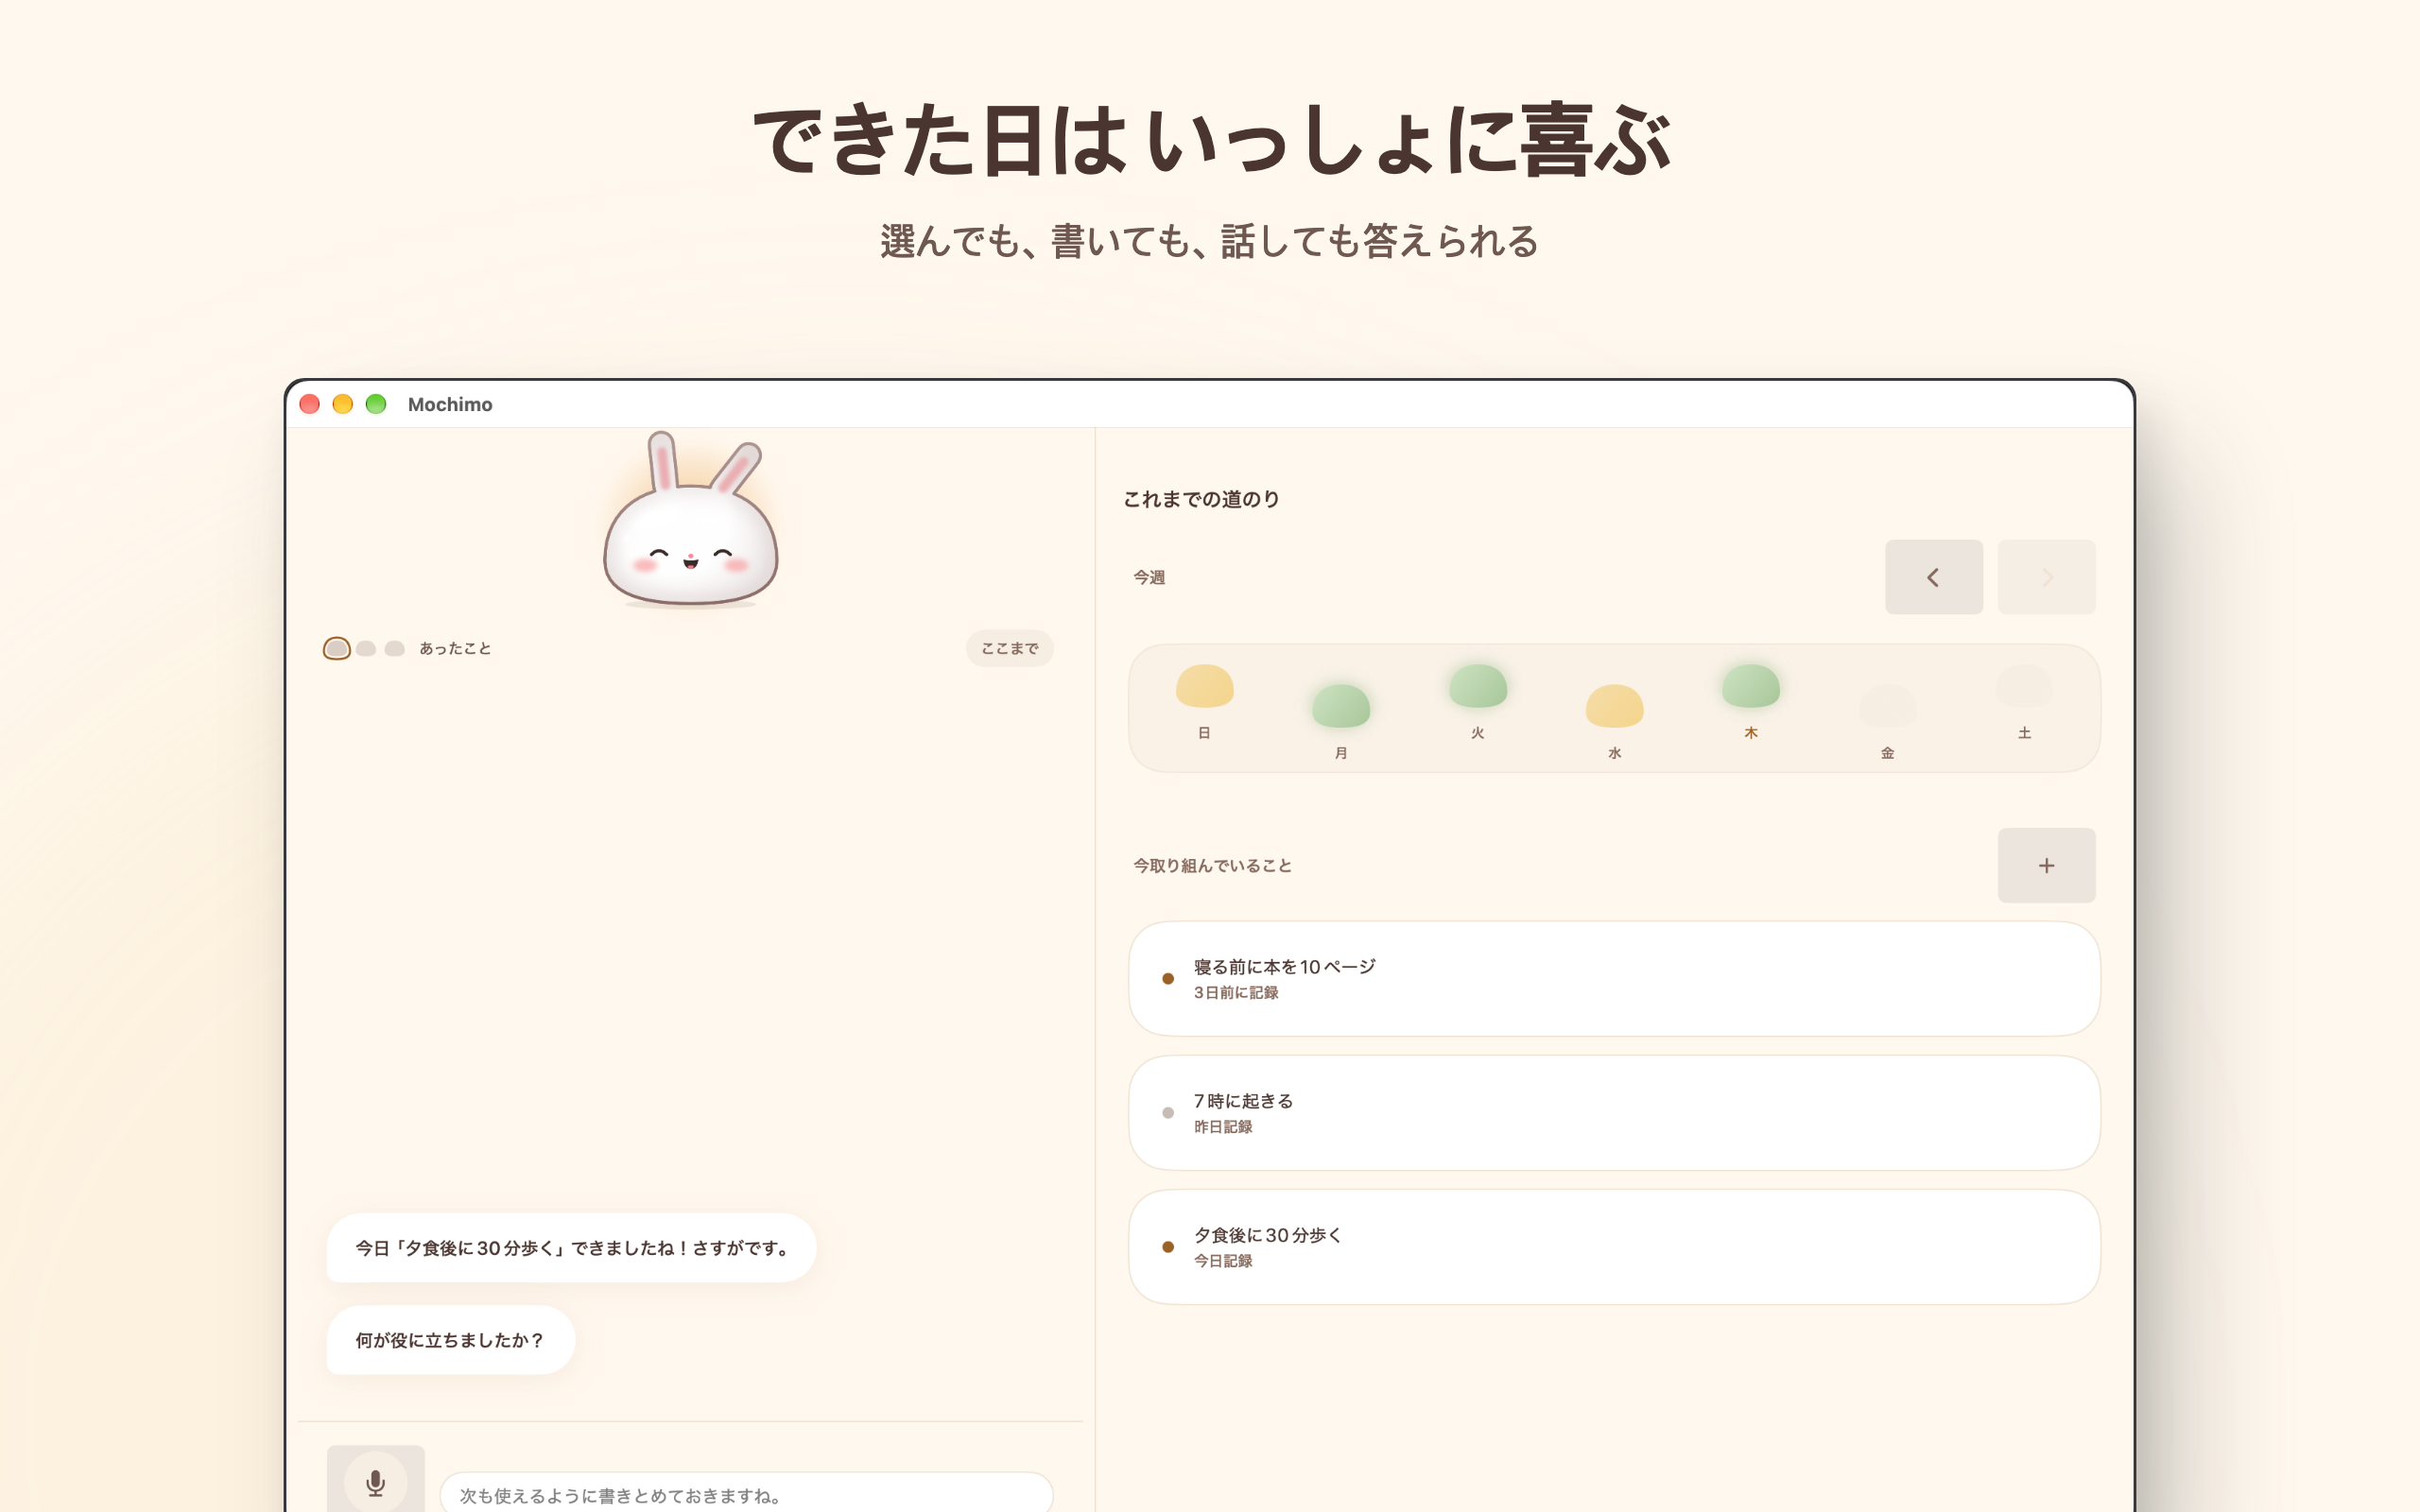 できた日は いっしょに喜ぶ
選んでも、書いても、話しても答えられる
Mochimo
あったこと
ここまで
今日「夕食後に30分歩く」できましたね！さすがです。
何が役に立ちましたか？
次も使えるように書きとめておきますね。
これまでの道のり
今週
日
月
火
水
木
金
土
今取り組んでいること
寝る前に本を10ページ
3日前に記録
7時に起きる
昨日記録
夕食後に30分歩く
今日記録